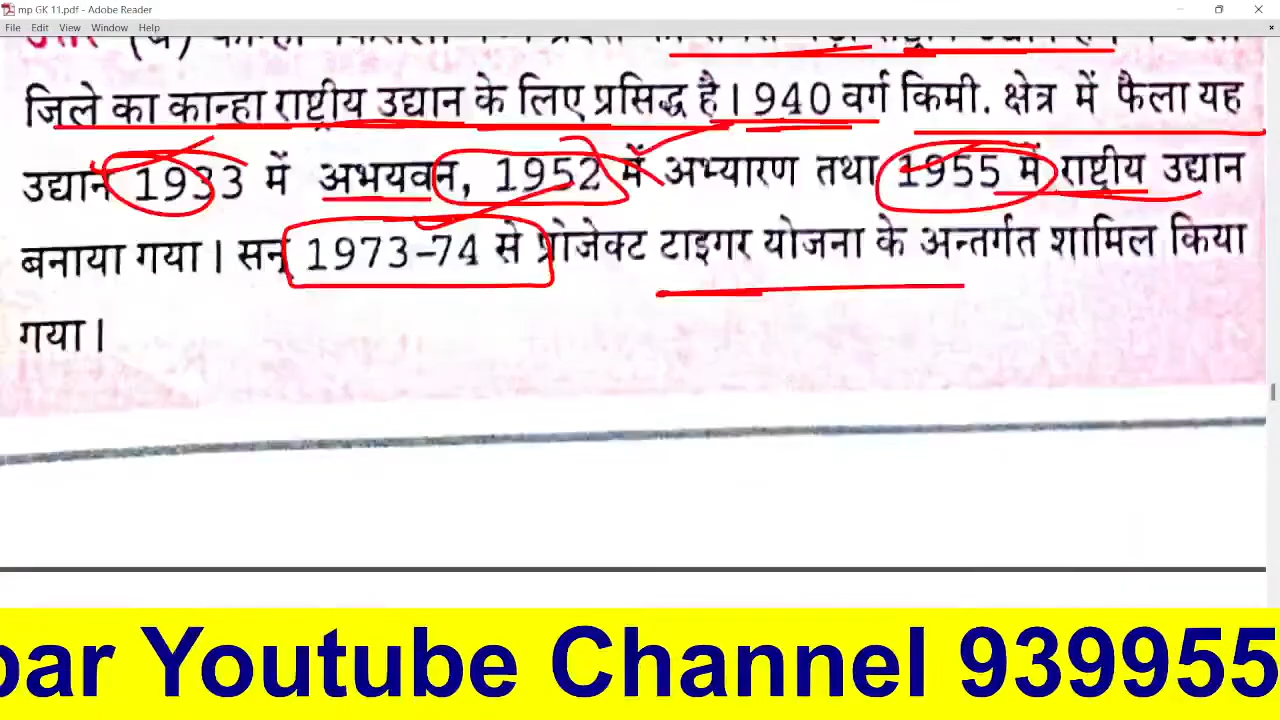 mp GK 11.pdf - Adobe Reader
File Edit View Window Help
उत्तर
जिले का कान्हा राष्ट्रीय उद्यान के लिए प्रसिद्ध है। 940 वर्ग किमी. क्षेत्र में फैला यह
उद्यान 1933 में अभयवन, 1952 में अभ्यारण तथा 1955 में राष्ट्रीय उद्यान
बनाया गया। सन् 1973-74 से प्रोजेक्ट टाइगर योजना के अन्तर्गत शामिल किया
गया।
bar Youtube Channel 939955